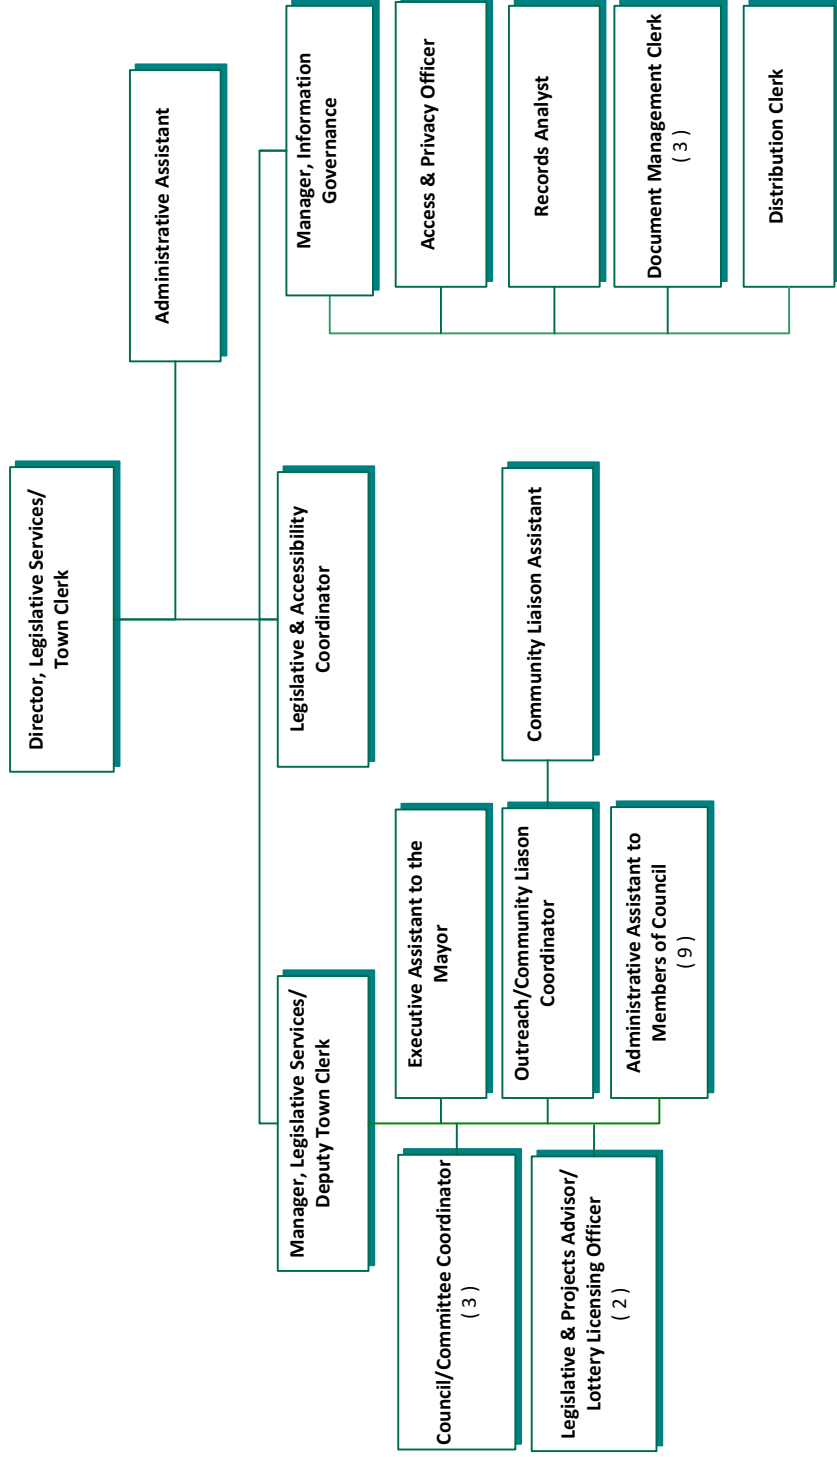 Director, Legislative Services/
Town Clerk
Administrative Assistant
Manager, Legislative Services/
Deputy Town Clerk
Legislative & Accessibility
Coordinator
Manager, Information
Governance
Council/Committee Coordinator
( 3 )
Legislative & Projects Advisor/
Lottery Licensing Officer
( 2 )
Executive Assistant to the
Mayor
Outreach/Community Liason
Coordinator
Administrative Assistant to
Members of Council
( 9 )
Community Liaison Assistant
Access & Privacy Officer
Records Analyst
Document Management Clerk
( 3 )
Distribution Clerk